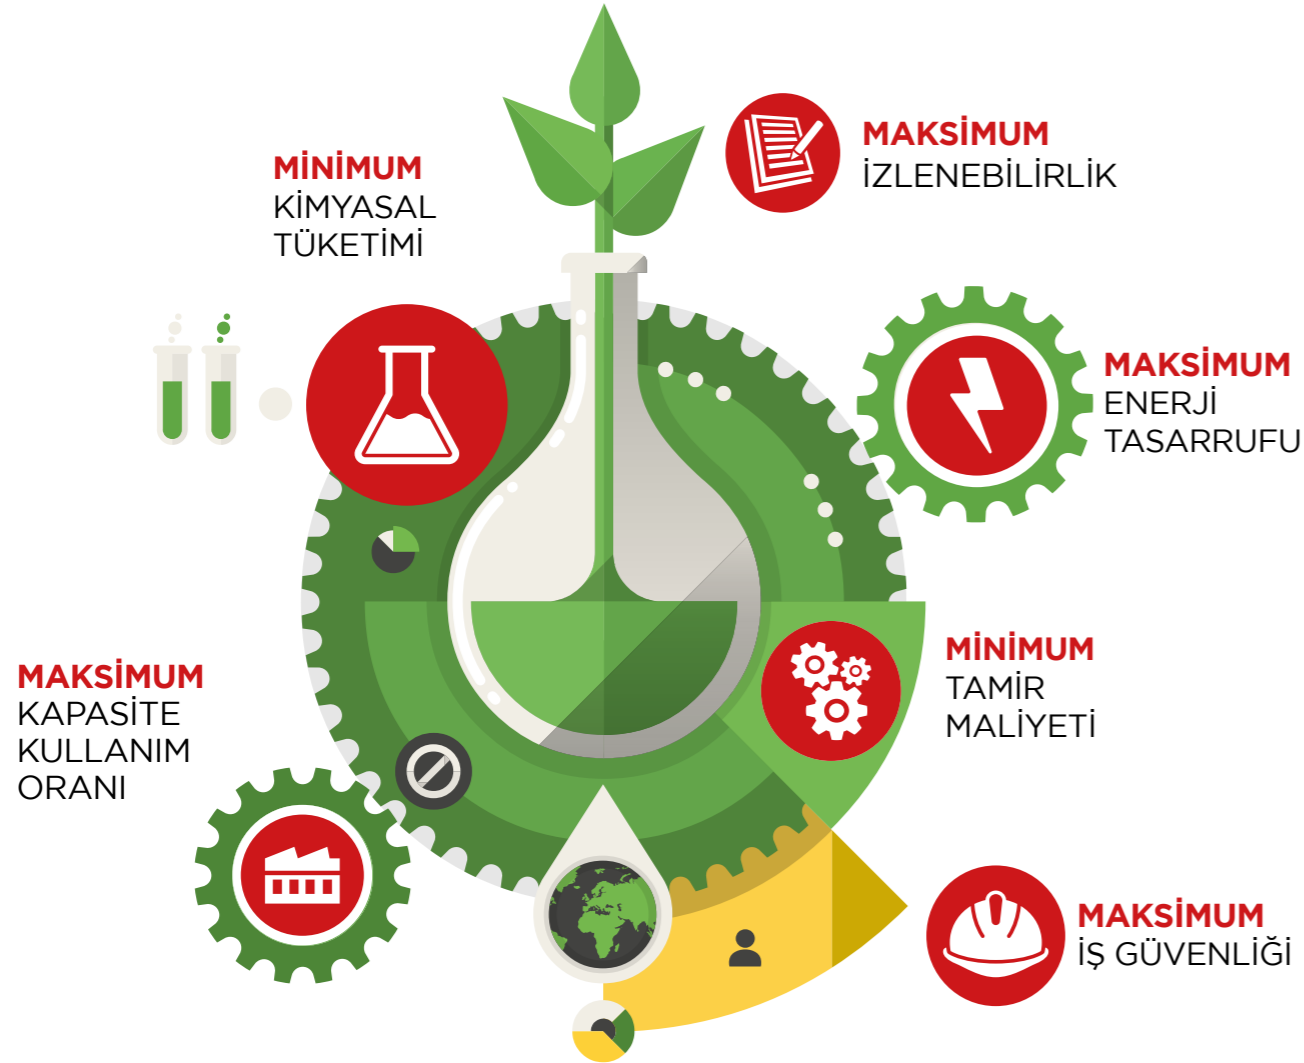 MİNİMUM
KİMYASAL
TÜKETİMİ
MAKSİMUM
İZLENEBİLİRLİK
MAKSİMUM
ENERJİ
TASARRUFU
MAKSİMUM
KAPASİTE
KULLANIM
ORANI
MİNİMUM
TAMİR
MALİYETİ
MAKSİMUM
İŞ GÜVENLİĞİ